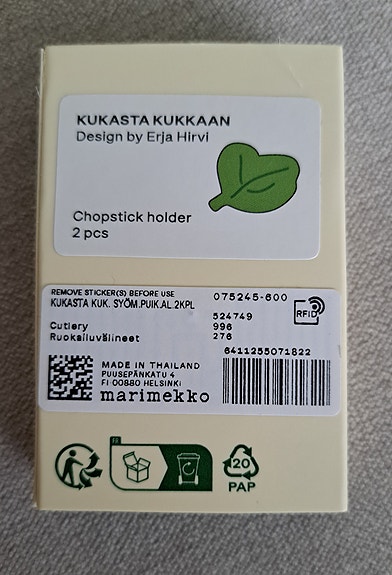 KUKASTA KUKKAAN
Design by Erja Hirvi
Chopstick holder
2 pcs
REMOVE STICKER(S) BEFORE USE
KUKASTA KUK. SYÖM.PUIK.AL.2KPL
075245-600
524749
Cutlery 996
Ruokailuvälineet 276
RFID
6411255071822
MADE IN THAILAND
PUUSEPÄNKATU 4
FI 00880 HELSINKI
marimekko
FR
20
PAP